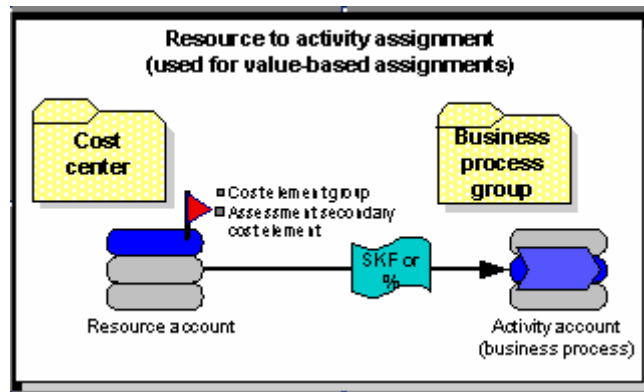 Resource to activity assignment
(used for value-based assignments)
Cost
center
Business
process
group
Cost element group
Assessment secondary
cost element
SKF or
%
Resource account
Activity account
(business process)